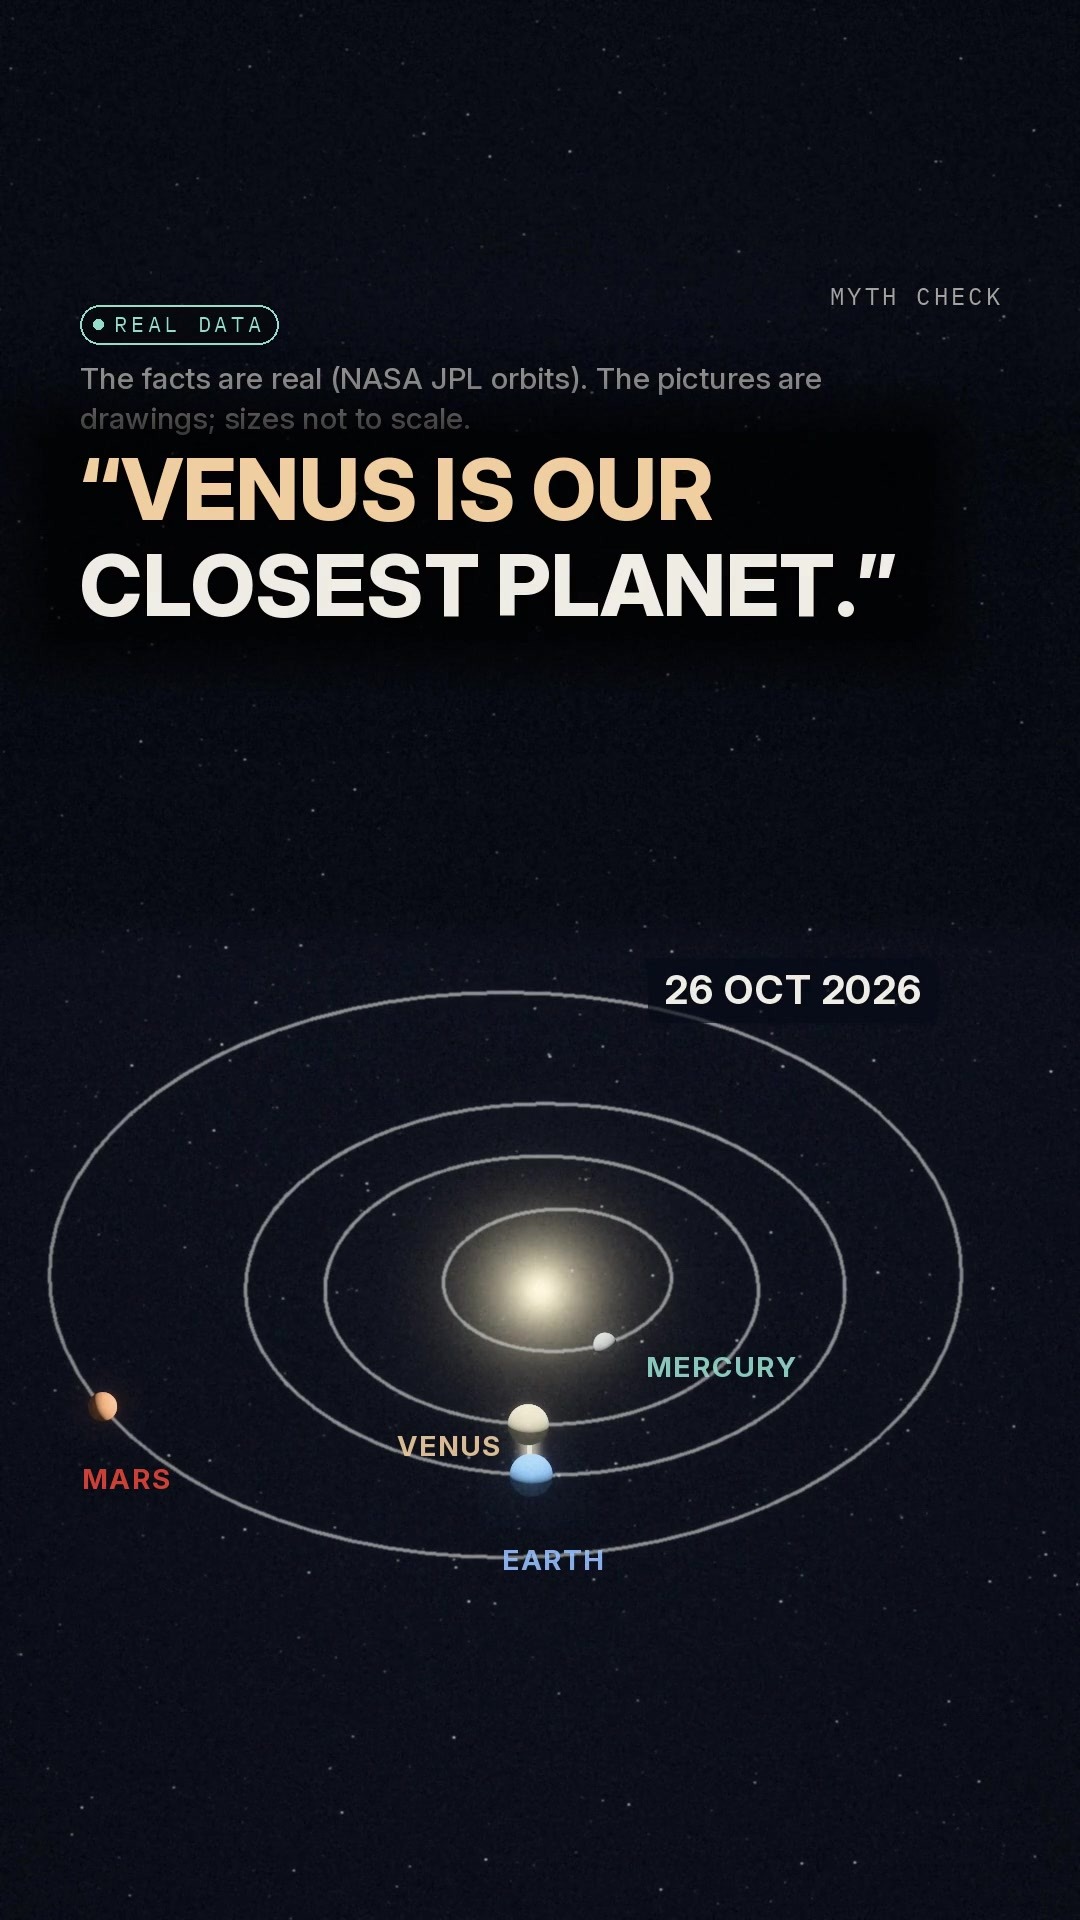 MYTH CHECK
REAL DATA
The facts are real (NASA JPL orbits). The pictures are
drawings; sizes not to scale.
“VENUS IS OUR
CLOSEST PLANET.”
26 OCT 2026
MERCURY
VENUS
MARS
EARTH